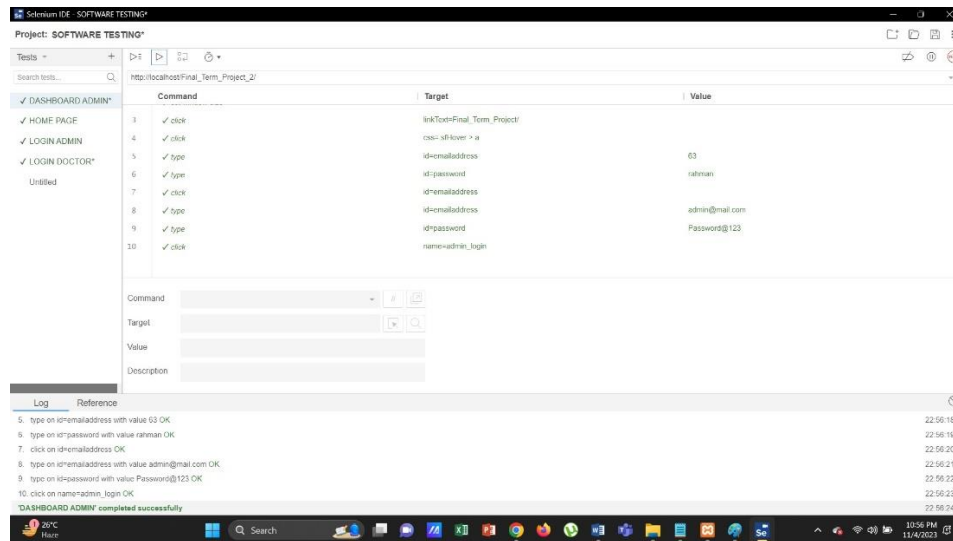 Selenium IDE - SOFTWARE TESTING*
Project: SOFTWARE TESTING*
Tests +
Search tests...
http://localhost/Final_Term_Project_2/
Command Target Value
✓ DASHBOARD ADMIN*
✓ HOME PAGE
✓ LOGIN ADMIN
✓ LOGIN DOCTOR*
Untitled
3 ✓ click linkText=Final_Term_Project/
4 ✓ click css=.sfHover > a
5 ✓ type id=emailaddress 63
6 ✓ type id=password rahman
7 ✓ click id=emailaddress
8 ✓ type id=emailaddress admin@mail.com
9 ✓ type id=password Password@123
10 ✓ click name=admin_login
Command
Target
Value
Description
Log Reference
5. type on id=emailaddress with value 63 OK 22:56:18
6. type on id=password with value rahman OK 22:56:19
7. click on id=emailaddress OK 22:56:20
8. type on id=emailaddress with value admin@mail.com OK 22:56:21
9. type on id=password with value Password@123 OK 22:56:22
10. click on name=admin_login OK 22:56:23
'DASHBOARD ADMIN' completed successfully 22:56:24
26°C
Haze
Search
10:56 PM
11/4/2023